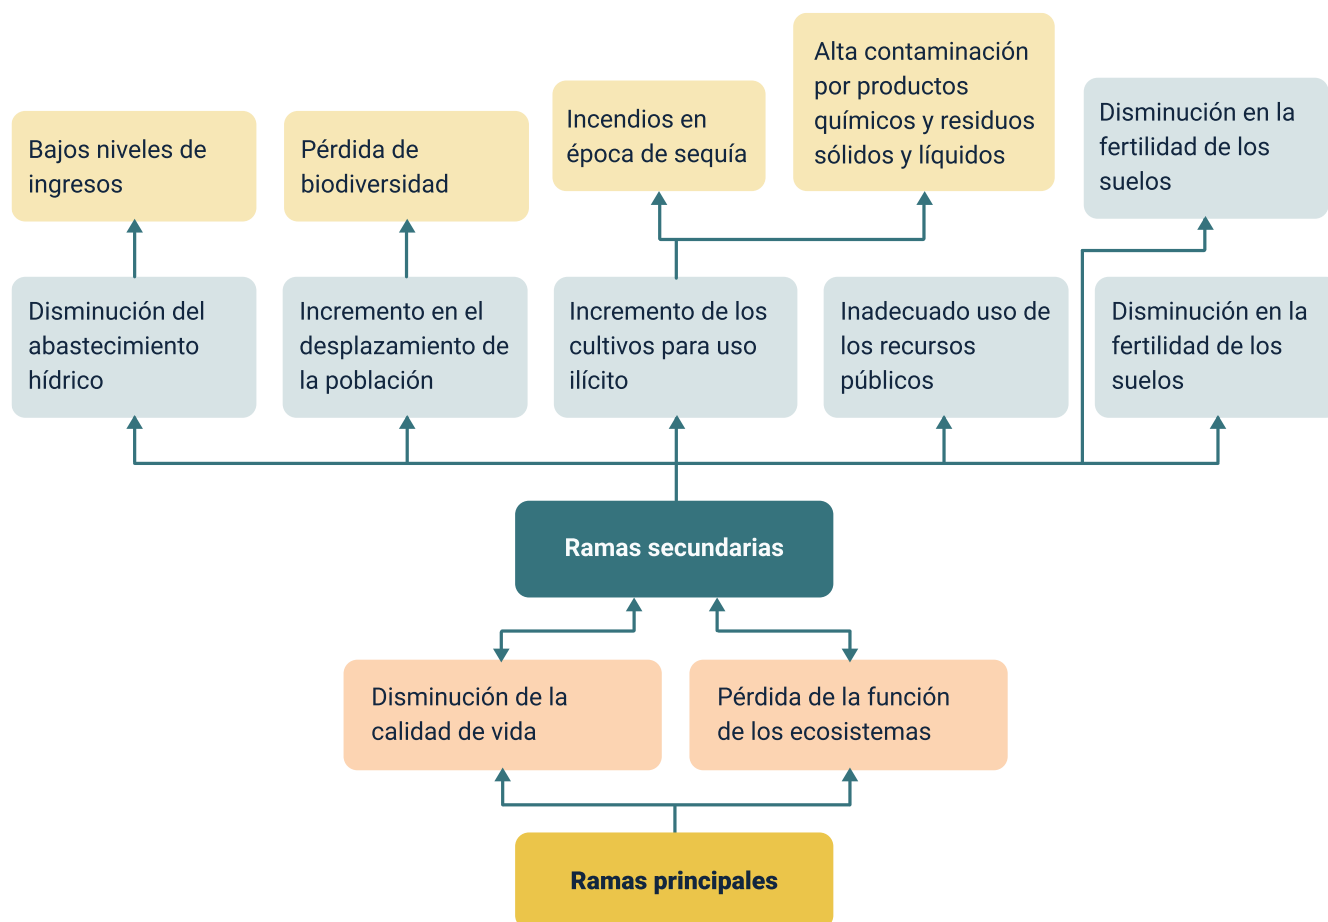 Alta contaminación
por productos
químicos y residuos
sólidos y líquidos
Incendios en
época de sequía
Disminución en la
fertilidad de los
suelos
Bajos niveles de
ingresos
Pérdida de
biodiversidad
Disminución del
abastecimiento
hídrico
Incremento en el
desplazamiento de
la población
Incremento de los
cultivos para uso
ilícito
Inadecuado uso de
los recursos
públicos
Disminución en la
fertilidad de los
suelos
Ramas secundarias
Disminución de la
calidad de vida
Pérdida de la función
de los ecosistemas
Ramas principales